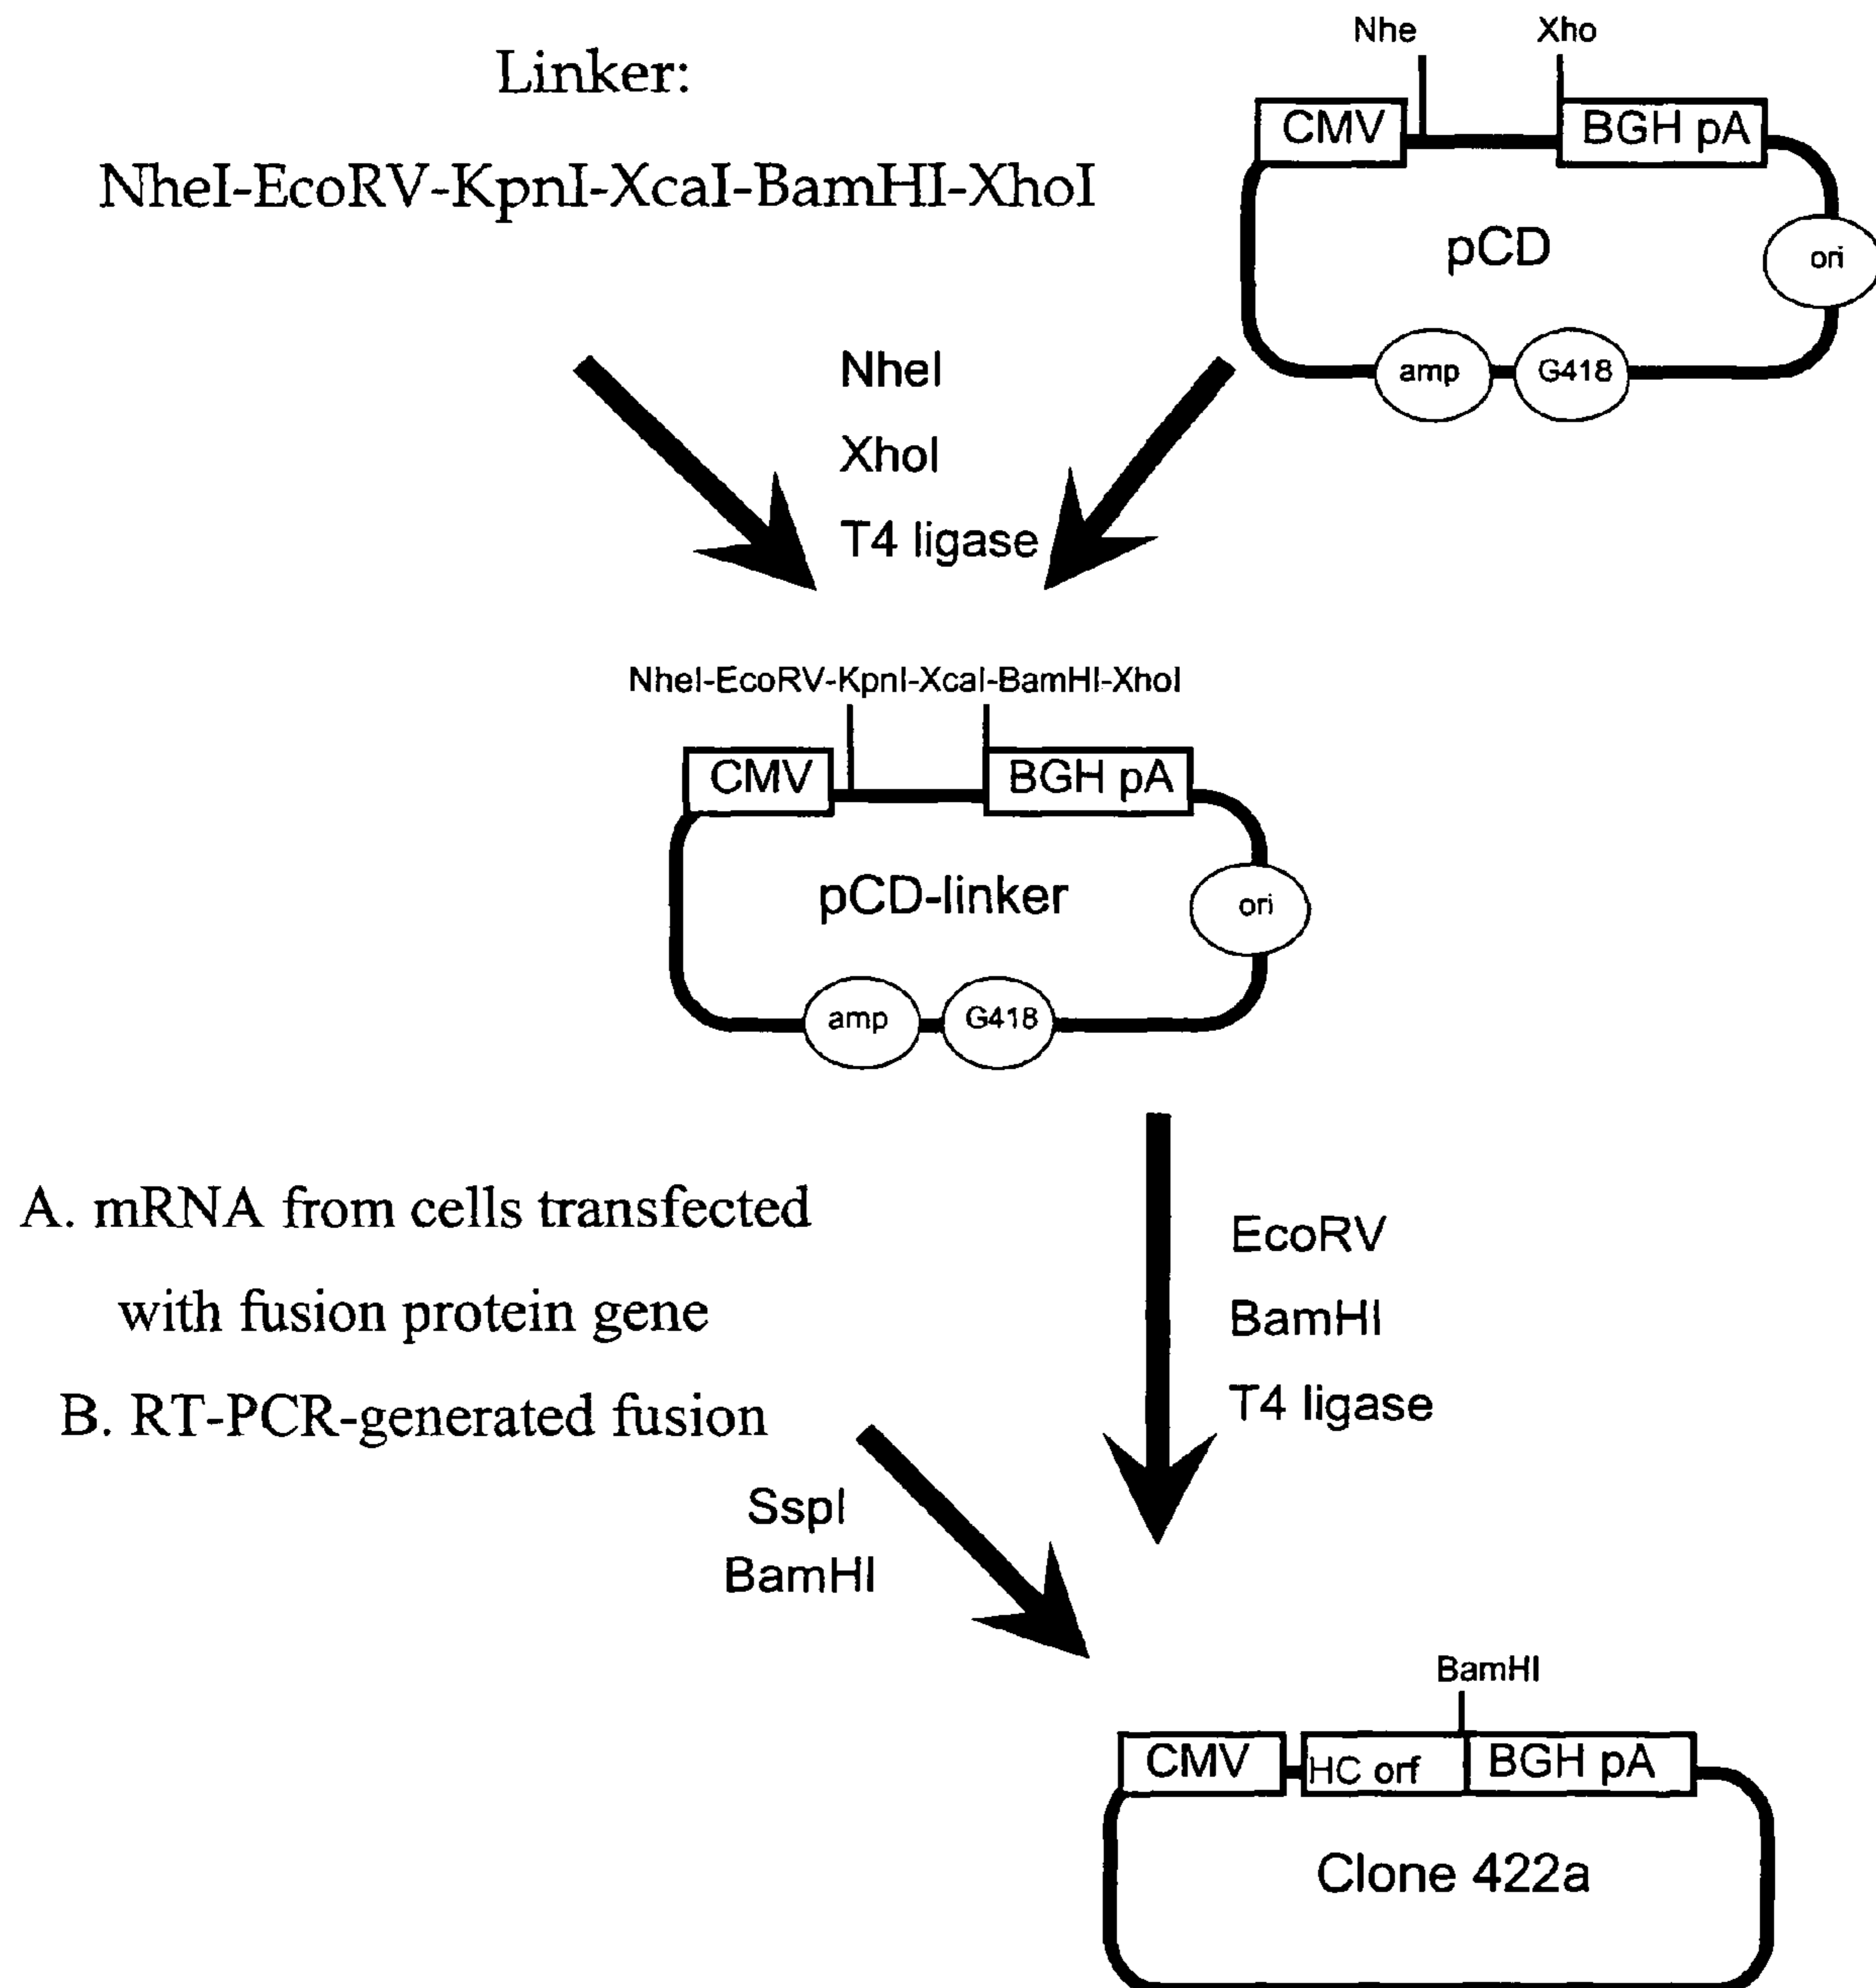 Linker:
NheI-EcoRV-KpnI-XcaI-BamHI-XhoI
Nhe
Xho
CMV
BGH pA
pCD
ori
amp
G418
NheI
XhoI
T4 ligase
NheI-EcoRV-KpnI-XcaI-BamHI-XhoI
CMV
BGH pA
pCD-linker
ori
amp
G418
A. mRNA from cells transfected
with fusion protein gene
B. RT-PCR-generated fusion
EcoRV
BamHI
T4 ligase
SspI
BamHI
BamHI
CMV
HC orf
BGH pA
Clone 422a